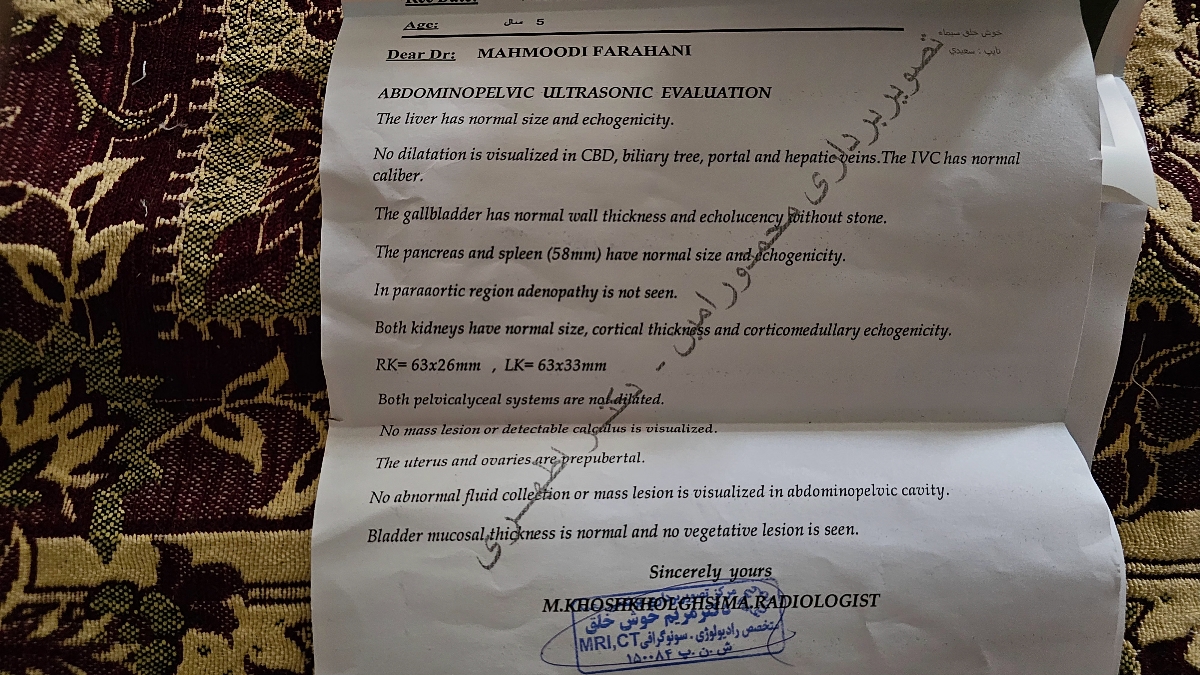 Age: 5 سال
خوش خلق سیماه
تایپ : سعیدی
Dear Dr: MAHMOODI FARAHANI
ABDOMINOPELVIC ULTRASONIC EVALUATION
The liver has normal size and echogenicity.
No dilatation is visualized in CBD, biliary tree, portal and hepatic veins.The IVC has normal
caliber.
The gallbladder has normal wall thickness and echolucency without stone.
The pancreas and spleen (58mm) have normal size and echogenicity.
In paraaortic region adenopathy is not seen.
Both kidneys have normal size, cortical thickness and corticomedullary echogenicity.
RK= 63x26mm , LK= 63x33mm
Both pelvicalyceal systems are not dilated.
No mass lesion or detectable calculus is visualized.
The uterus and ovaries are prepubertal.
No abnormal fluid collection or mass lesion is visualized in abdominopelvic cavity.
Bladder mucosal thickness is normal and no vegetative lesion is seen.
Sincerely yours
M.KHOSHKHOLGHSIMA.RADIOLOGIST
تصویربرداری
دکتر مریم خوش خلق
متخصص رادیولوژی . سونوگرافی MRI,CT
ش .ن. پ ۱۵۰۰۸۴